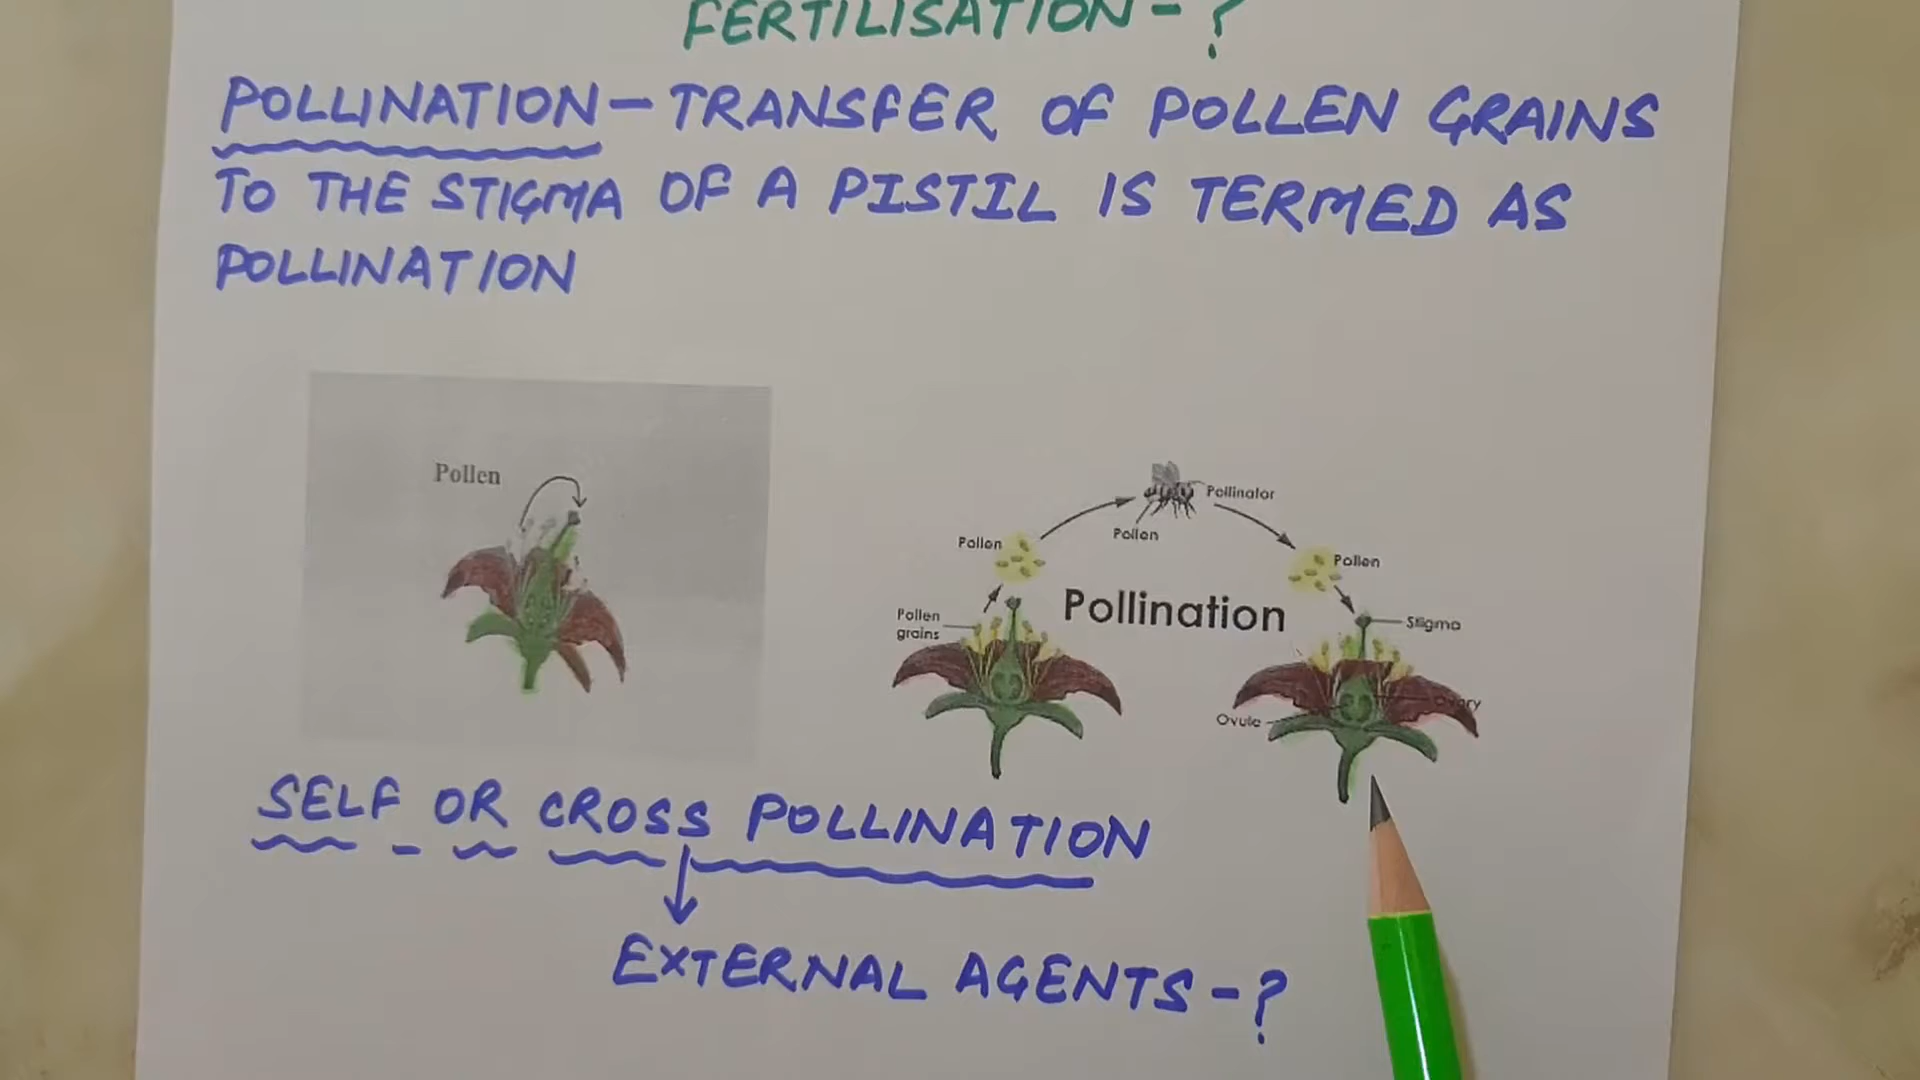 FERTILISATION - ?
POLLINATION - TRANSFER OF POLLEN GRAINS
TO THE STIGMA OF A PISTIL IS TERMED AS
POLLINATION
Pollen
Pollinator
Pollen
Pollen
Pollen
Pollination
Pollen
grains
Stigma
Ovule
SELF OR CROSS POLLINATION
EXTERNAL AGENTS - ?